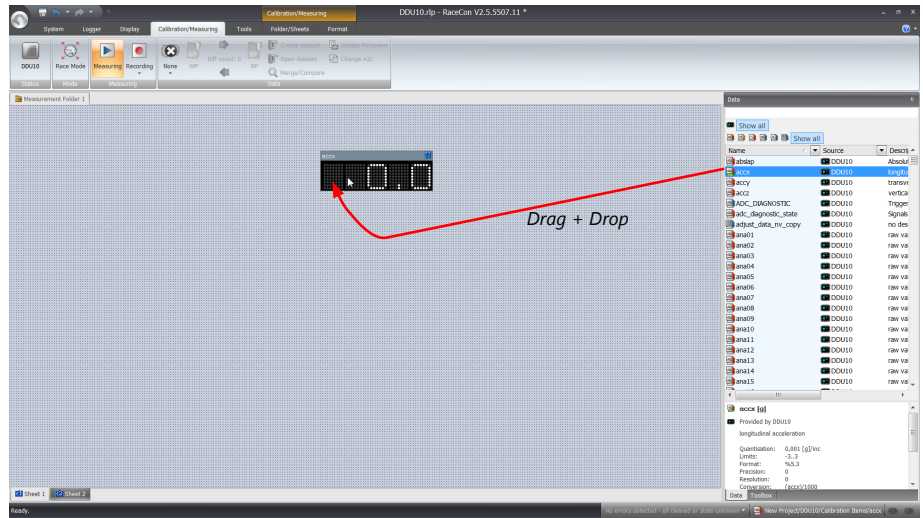 DDU10.rlp - RaceCon V2.5.5507.11 *
Calibration/Measuring
System Logger Display Calibration/Measuring Tools Folder/Sheets Format
DDU10 Race Mode Measuring Recording None WP Diff count: 0 RP
Create dataset Update Firmware
Open dataset Change A2L
Merge/Compare
Status Mode Measuring Data
Measurement Folder 1
Data
Show all
Show all
Name Source Descri
abslap DDU10 Absolu
accx DDU10 longitu
accy DDU10 transve
accz DDU10 vertica
ADC_DIAGNOSTIC DDU10 Trigger
adc_diagnostic_state DDU10 Signals
adjust_data_nv_copy DDU10 no des
ana01 DDU10 raw va
ana02 DDU10 raw va
ana03 DDU10 raw va
ana04 DDU10 raw va
ana05 DDU10 raw va
ana06 DDU10 raw va
ana07 DDU10 raw va
ana08 DDU10 raw va
ana09 DDU10 raw va
ana10 DDU10 raw va
ana11 DDU10 raw va
ana12 DDU10 raw va
ana13 DDU10 raw va
ana14 DDU10 raw va
ana15 DDU10 raw va
accx
0.0
Drag + Drop
accx [g]
Provided by DDU10
longitudinal acceleration
Quantisation: 0,001 [g]/inc
Limits: -3..3
Format: %5.3
Precision: 0
Resolution: 0
Conversion: (accx)/1000
Data Toolbox
Sheet 1 Sheet 2
Ready.
No errors detected - all cleared or state unknown
New Project/DDU10/Calibration Items/accx